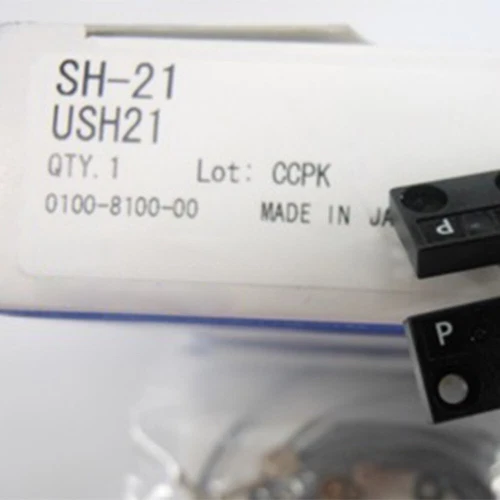 SH-21
USH21
QTY. 1 Lot: CCPK
0100-8100-00 MADE IN JA
P
P